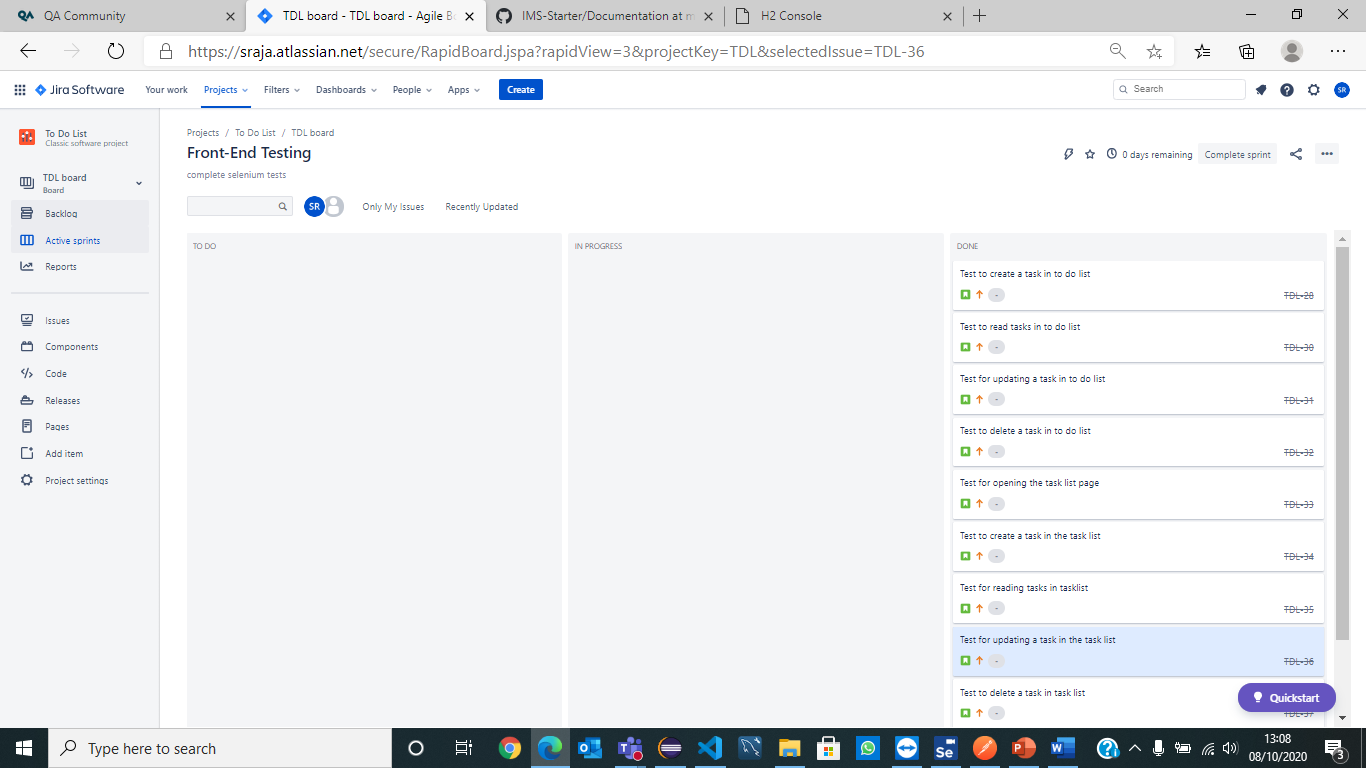 QA Community
TDL board - TDL board - Agile Bo
IMS-Starter/Documentation at m
H2 Console
https://sraja.atlassian.net/secure/RapidBoard.jspa?rapidView=3&projectKey=TDL&selectedIssue=TDL-36
Jira Software
Your work
Projects
Filters
Dashboards
People
Apps
Create
Search
SR
To Do List
Classic software project
TDL board
Board
Backlog
Active sprints
Reports
Issues
Components
Code
Releases
Pages
Add item
Project settings
Projects / To Do List / TDL board
Front-End Testing
complete selenium tests
0 days remaining
Complete sprint
SR
Only My Issues
Recently Updated
TO DO
IN PROGRESS
DONE
Test to create a task in to do list
- TDL-28
Test to read tasks in to do list
- TDL-30
Test for updating a task in to do list
- TDL-31
Test to delete a task in to do list
- TDL-32
Test for opening the task list page
- TDL-33
Test to create a task in the task list
- TDL-34
Test for reading tasks in tasklist
- TDL-35
Test for updating a task in the task list
- TDL-36
Test to delete a task in task list
- TDL-37
Quickstart
Type here to search
Se
13:08
08/10/2020
3